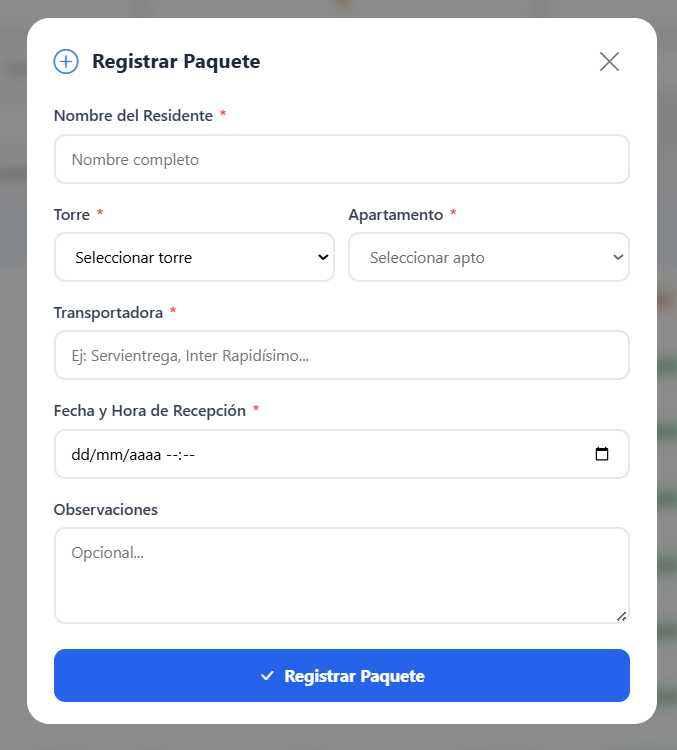 Registrar Paquete
Nombre del Residente *
Nombre completo
Torre * Apartamento *
Seleccionar torre Seleccionar apto
Transportadora *
Ej: Servientrega, Inter Rapidísimo...
Fecha y Hora de Recepción *
dd/mm/aaaa --:--
Observaciones
Opcional...
Registrar Paquete